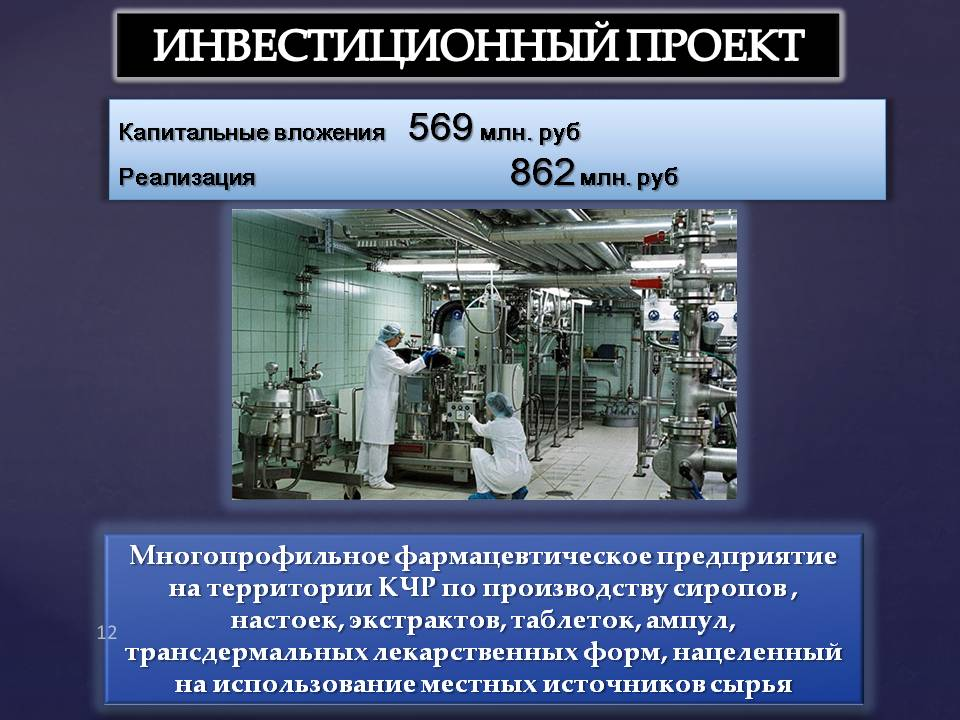 ИНВЕСТИЦИОННЫЙ ПРОЕКТ
Капитальные вложения 569 млн. руб
Реализация 862 млн. руб
Многопрофильное фармацевтическое предприятие
на территории КЧР по производству сиропов ,
настоек, экстрактов, таблеток, ампул,
12
трансдермальных лекарственных форм, нацеленный
на использование местных источников сырья